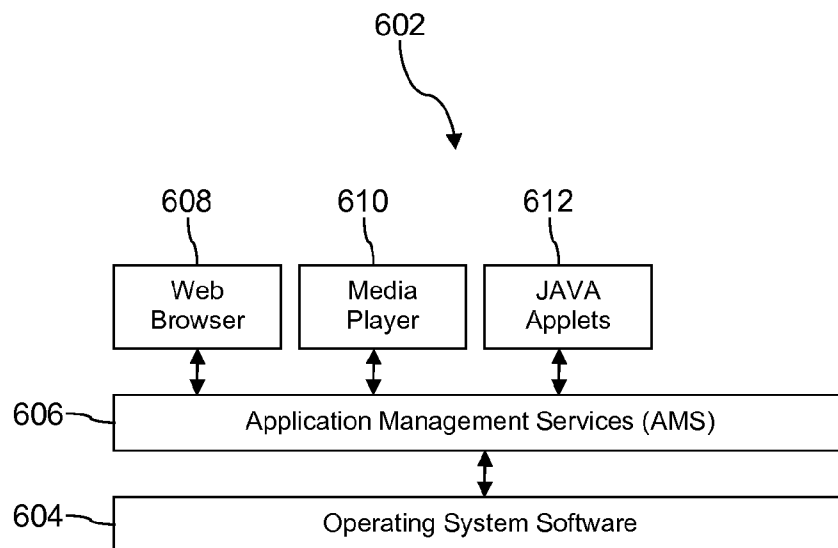 602
608
610
612
Web
Browser
Media
Player
JAVA
Applets
606
Application Management Services (AMS)
604
Operating System Software